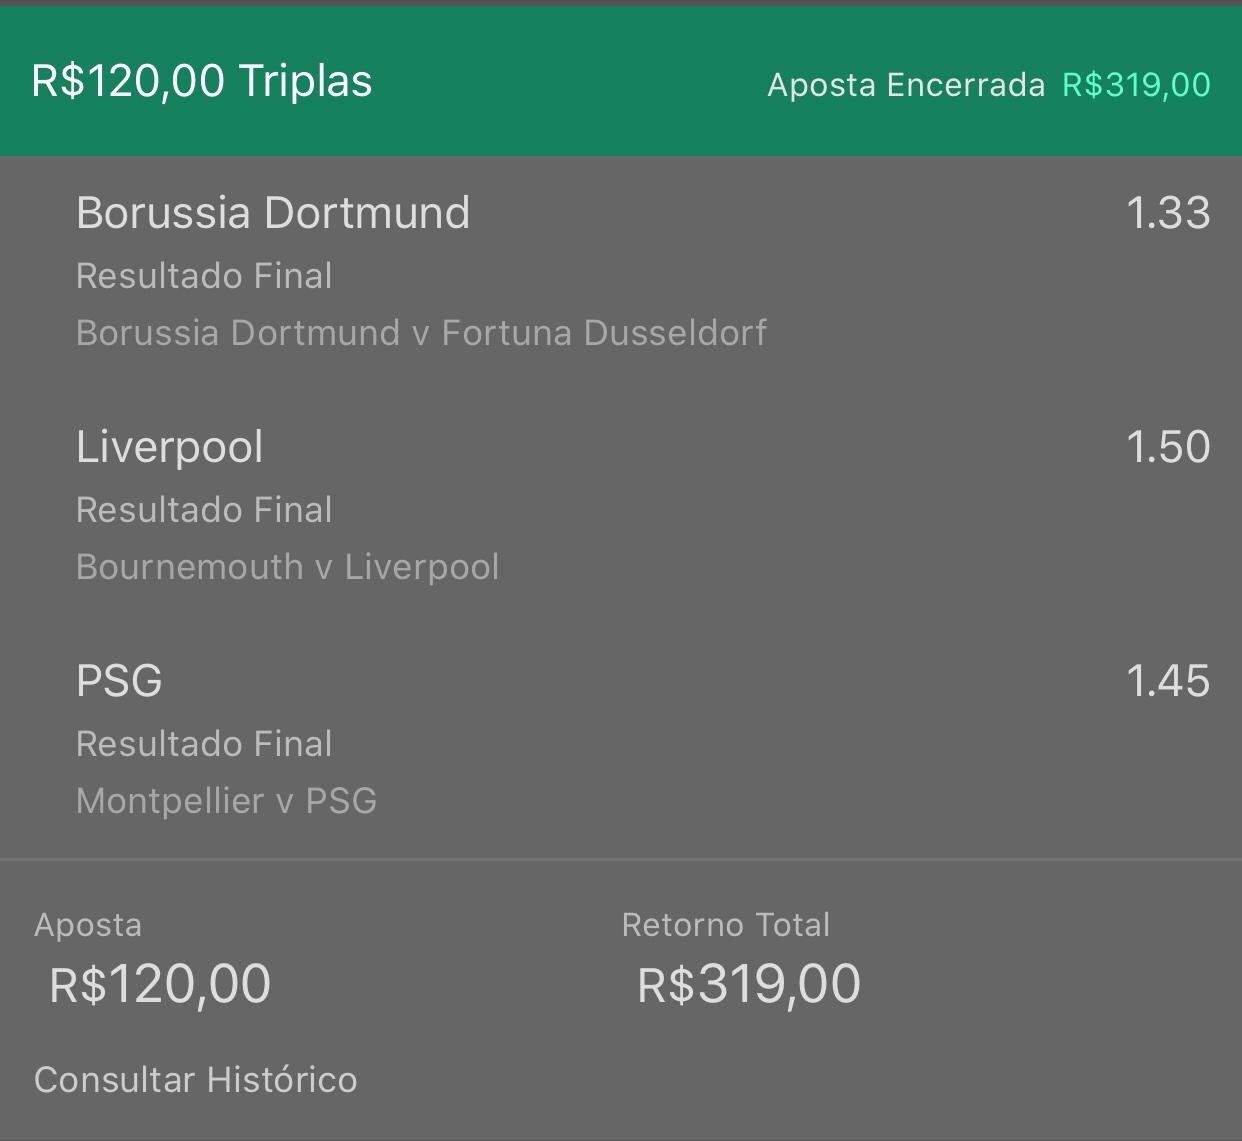 R$120,00 Triplas
Aposta Encerrada R$319,00
Borussia Dortmund 1.33
Resultado Final
Borussia Dortmund v Fortuna Dusseldorf
Liverpool 1.50
Resultado Final
Bournemouth v Liverpool
PSG 1.45
Resultado Final
Montpellier v PSG
Aposta Retorno Total
R$120,00 R$319,00
Consultar Histórico